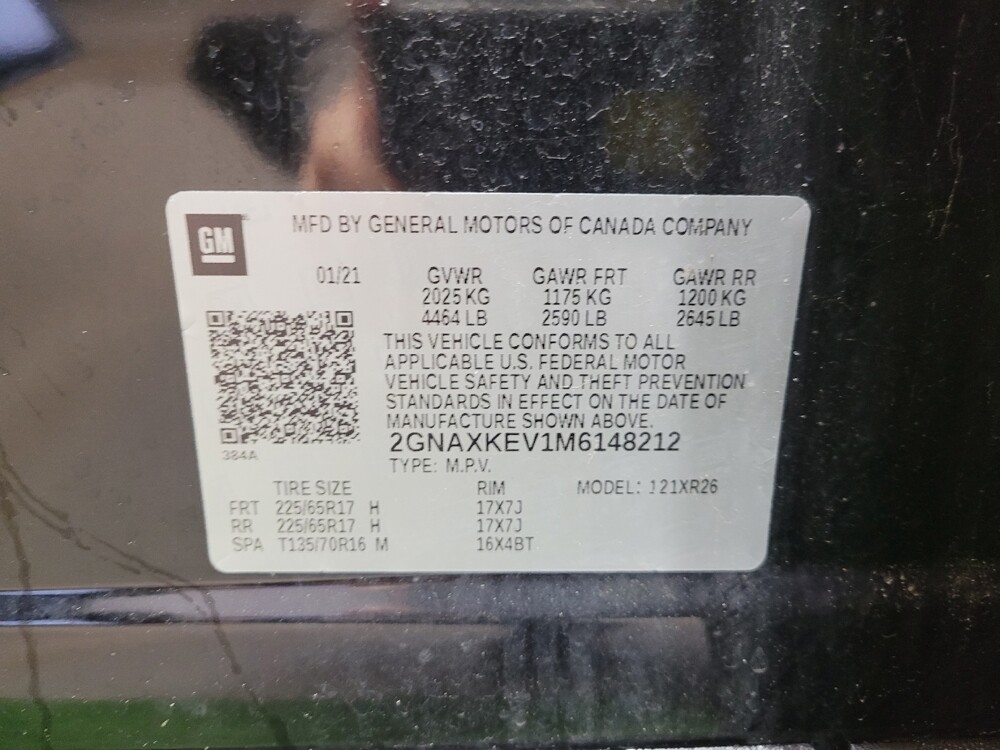 GM
MFD BY GENERAL MOTORS OF CANADA COMPANY
01/21 GVWR GAWR FRT GAWR RR
2025 KG 1175 KG 1200 KG
4464 LB 2590 LB 2645 LB
THIS VEHICLE CONFORMS TO ALL
APPLICABLE U.S. FEDERAL MOTOR
VEHICLE SAFETY AND THEFT PREVENTION
STANDARDS IN EFFECT ON THE DATE OF
MANUFACTURE SHOWN ABOVE.
2GNAXKEV1M6148212
384A
TYPE: M.P.V.
TIRE SIZE RIM MODEL: 121XR26
FRT 225/65R17 H 17X7J
RR 225/65R17 H 17X7J
SPA T135/70R16 M 16X4BT